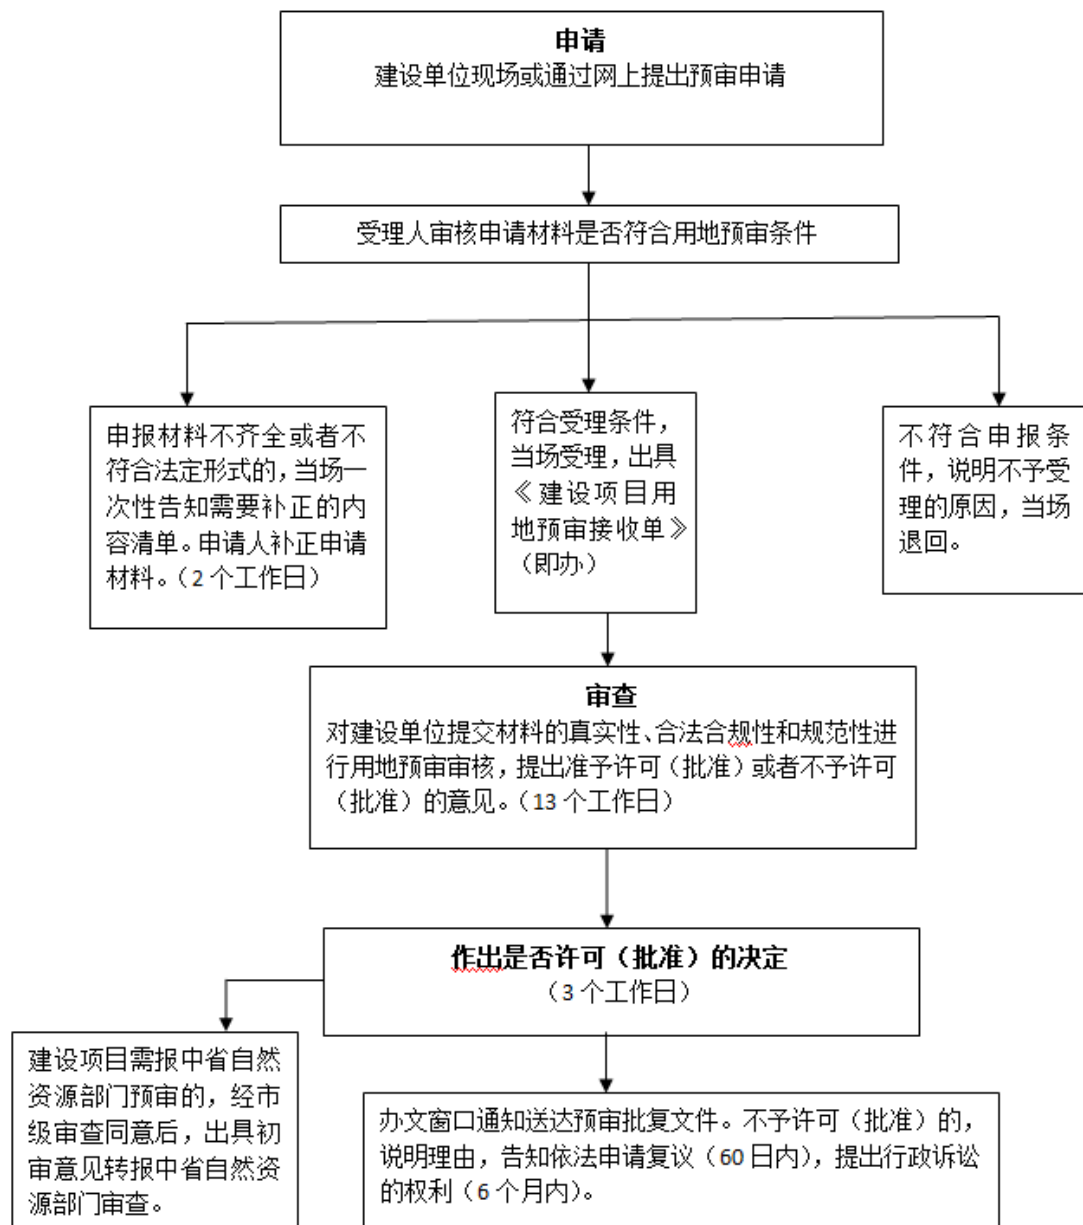 申请
建设单位现场或通过网上提出预审申请
受理人审核申请材料是否符合用地预审条件
申报材料不齐全或者不
符合法定形式的，当场一
次性告知需要补正的内
容清单。申请人补正申请
材料。（2 个工作日）
符合受理条件，
当场受理，出具
《建设项目用
地预审接收单》
（即办）
不符合申报条
件，说明不予受
理的原因，当场
退回。
审查
对建设单位提交材料的真实性、合法合规性和规范性进
行用地预审审核，提出准予许可（批准）或者不予许可
（批准）的意见。（13 个工作日）
作出是否许可（批准）的决定
（3 个工作日）
建设项目需报中省自然
资源部门预审的，经市
级审查同意后，出具初
审意见转报中省自然资
源部门审查。
办文窗口通知送达预审批复文件。不予许可（批准）的，
说明理由，告知依法申请复议（60 日内），提出行政诉讼
的权利（6 个月内）。